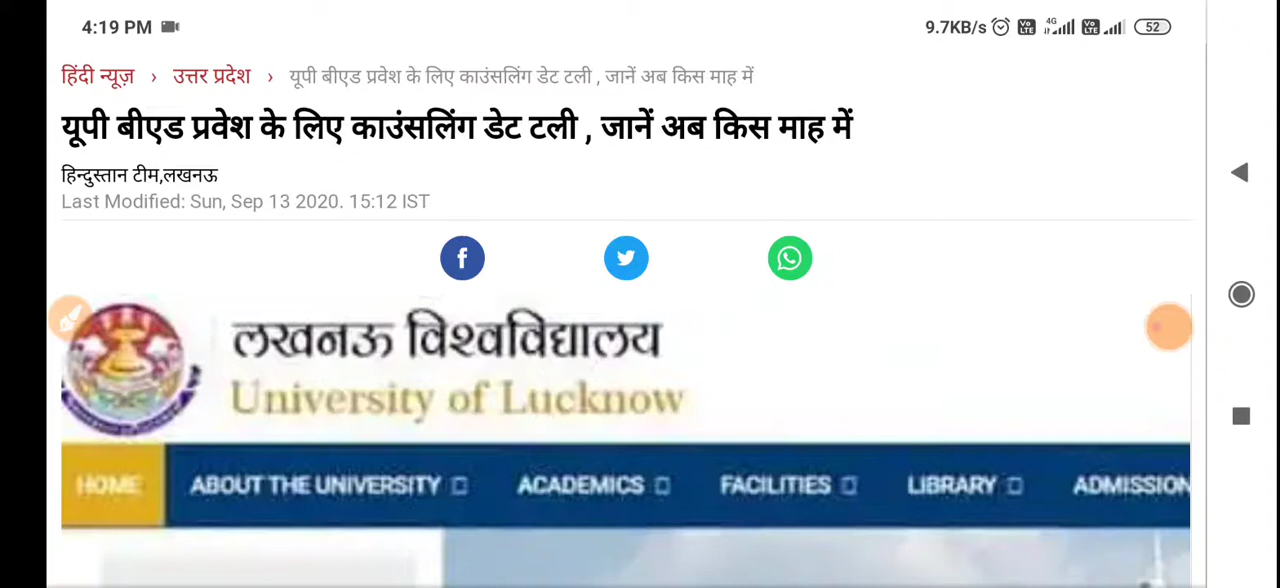 4:19 PM
9.7KB/s 4G 52
हिंदी न्यूज़ › उत्तर प्रदेश › यूपी बीएड प्रवेश के लिए काउंसलिंग डेट टली , जानें अब किस माह में
यूपी बीएड प्रवेश के लिए काउंसलिंग डेट टली , जानें अब किस माह में
हिन्दुस्तान टीम,लखनऊ
Last Modified: Sun, Sep 13 2020. 15:12 IST
लखनऊ विश्वविद्यालय
University of Lucknow
HOME ABOUT THE UNIVERSITY ACADEMICS FACILITIES LIBRARY ADMISSION